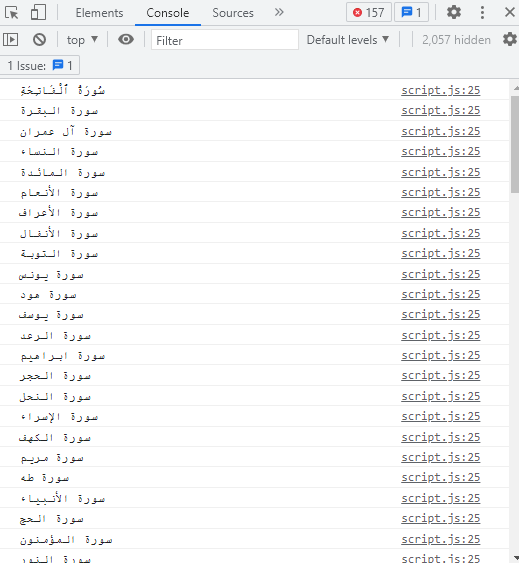 Elements Console Sources » 157 1
top Filter Default levels 2,057 hidden
1 Issue: 1
سُورَةُ ٱلْفَاتِحَةِ script.js:25
سورة البقرة script.js:25
سورة آل عمران script.js:25
سورة النساء script.js:25
سورة المائدة script.js:25
سورة الأنعام script.js:25
سورة الأعراف script.js:25
سورة الأنفال script.js:25
سورة التوبة script.js:25
سورة يونس script.js:25
سورة هود script.js:25
سورة يوسف script.js:25
سورة الرعد script.js:25
سورة ابراهيم script.js:25
سورة الحجر script.js:25
سورة النحل script.js:25
سورة الإسراء script.js:25
سورة الكهف script.js:25
سورة مريم script.js:25
سورة طه script.js:25
سورة الأنبياء script.js:25
سورة الحج script.js:25
سورة المؤمنون script.js:25
سورة النور script.js:25